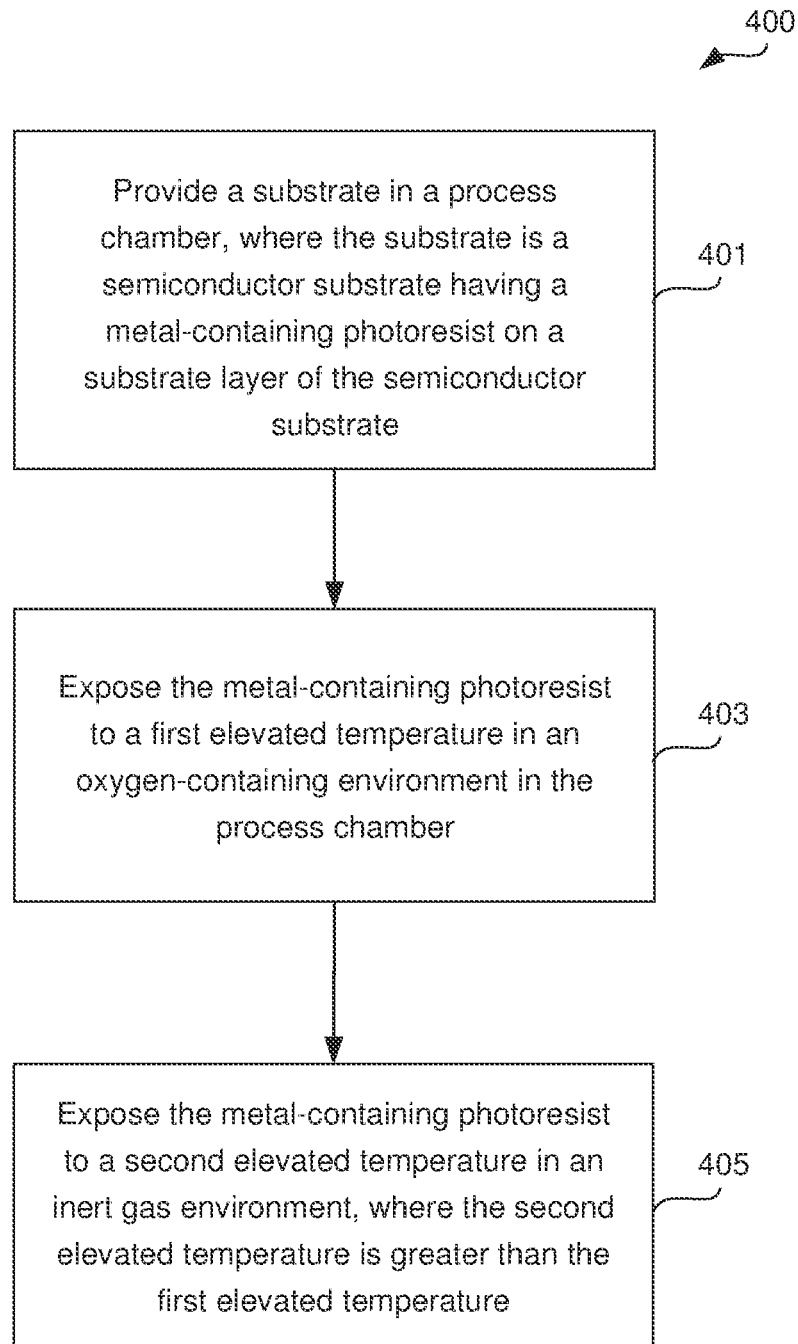 400
Provide a substrate in a process
chamber, where the substrate is a
semiconductor substrate having a
metal-containing photoresist on a
substrate layer of the semiconductor
substrate
401
Expose the metal-containing photoresist
to a first elevated temperature in an
oxygen-containing environment in the
process chamber
403
Expose the metal-containing photoresist
to a second elevated temperature in an
inert gas environment, where the second
elevated temperature is greater than the
first elevated temperature
405